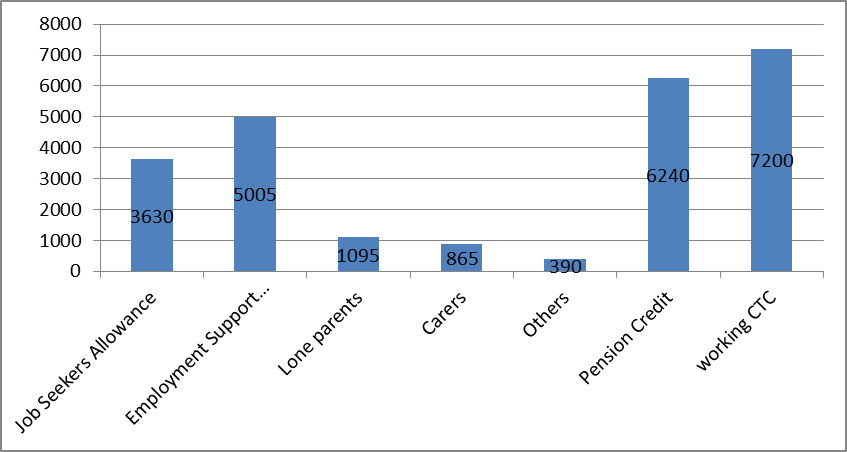 8000
7000
6000
5000
4000
3000
2000
1000
0
3630
5005
1095
865
390
6240
7200
Job Seekers Allowance
Employment Support...
Lone parents
Carers
Others
Pension Credit
working CTC